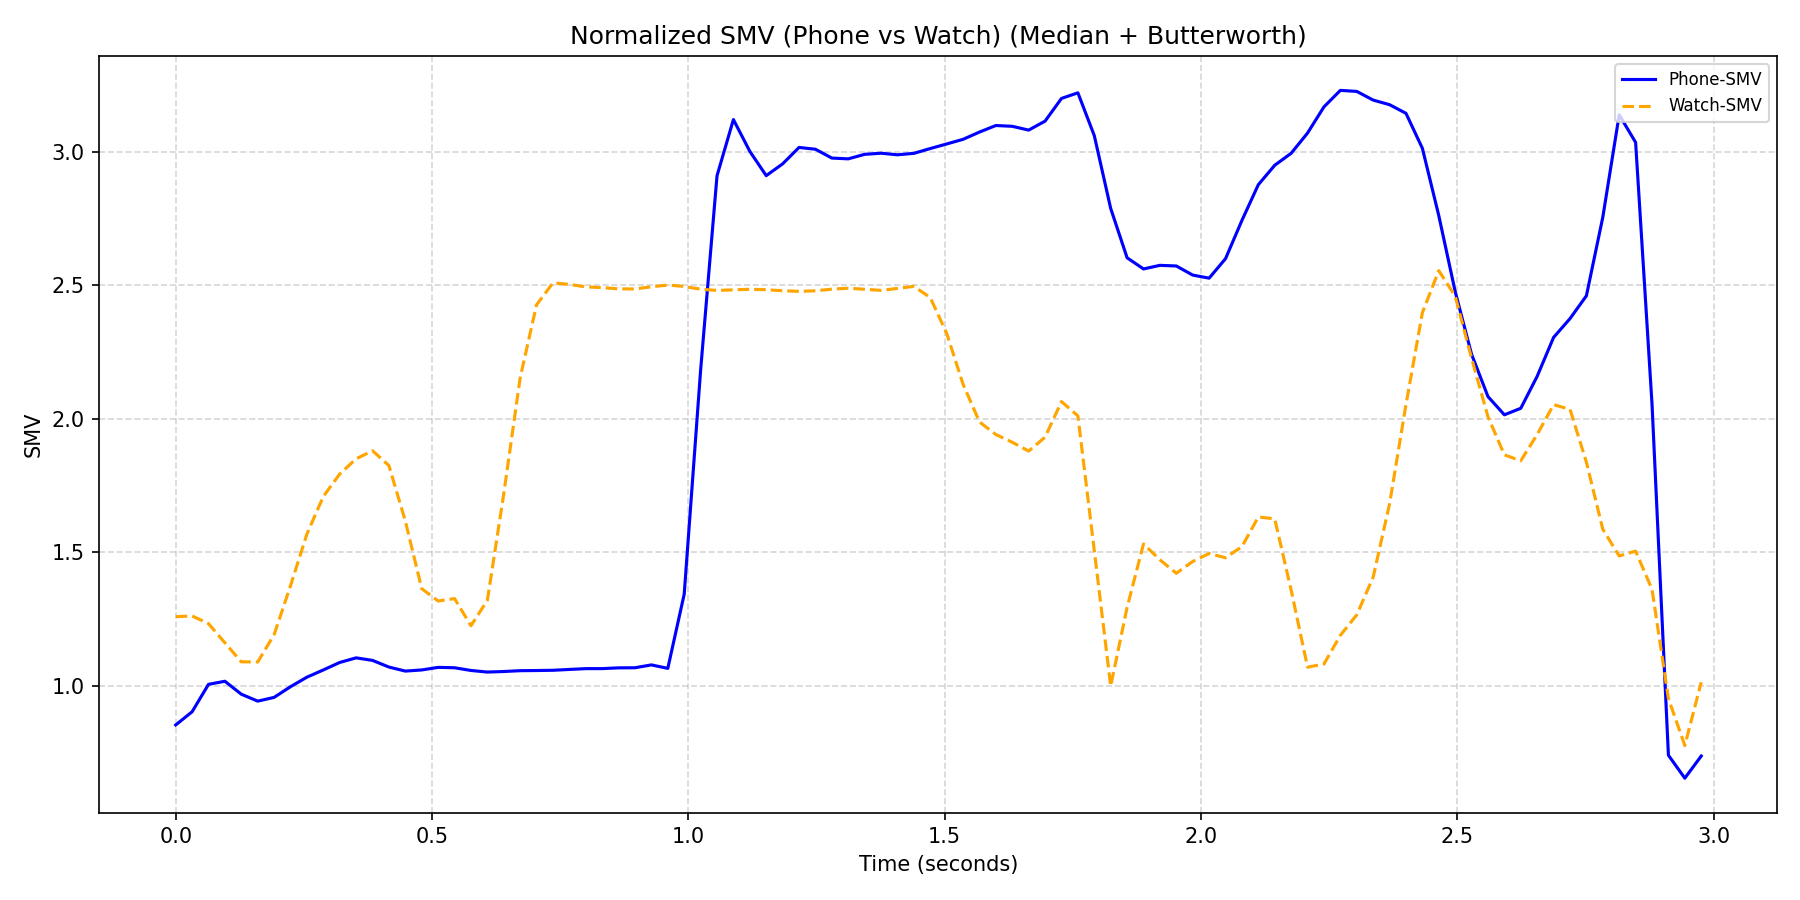 Normalized SMV (Phone vs Watch) (Median + Butterworth)
Phone-SMV
Watch-SMV
SMV
3.0
2.5
2.0
1.5
1.0
0.0 0.5 1.0 1.5 2.0 2.5 3.0
Time (seconds)